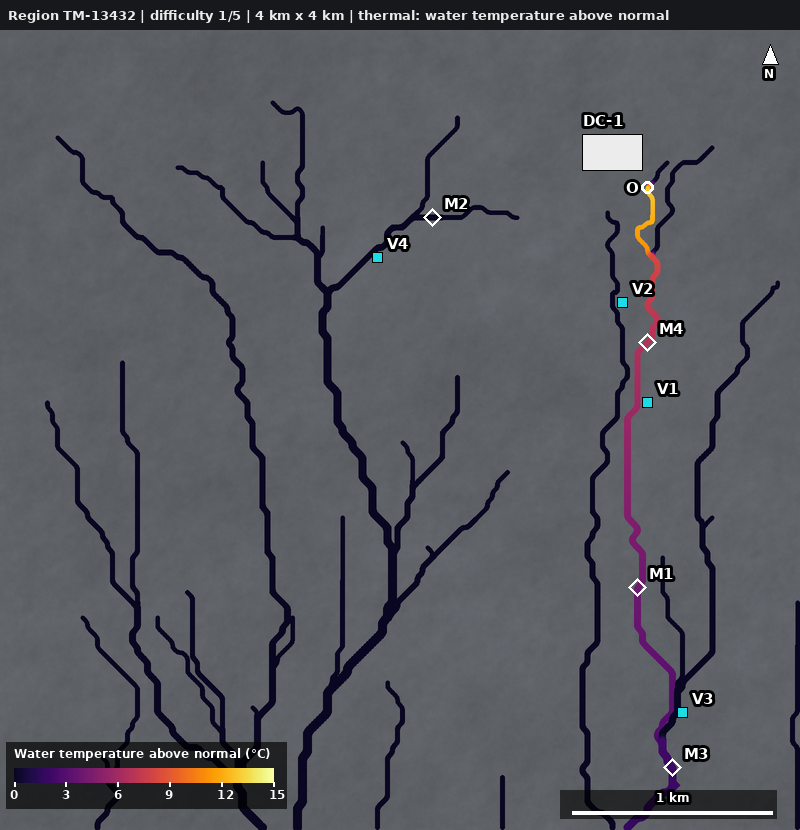 Region TM-13432 | difficulty 1/5 | 4 km x 4 km | thermal: water temperature above normal
N
DC-1
O
M2
V4
V2
M4
V1
M1
V3
M3
Water temperature above normal (°C)
0 3 6 9 12 15
1 km